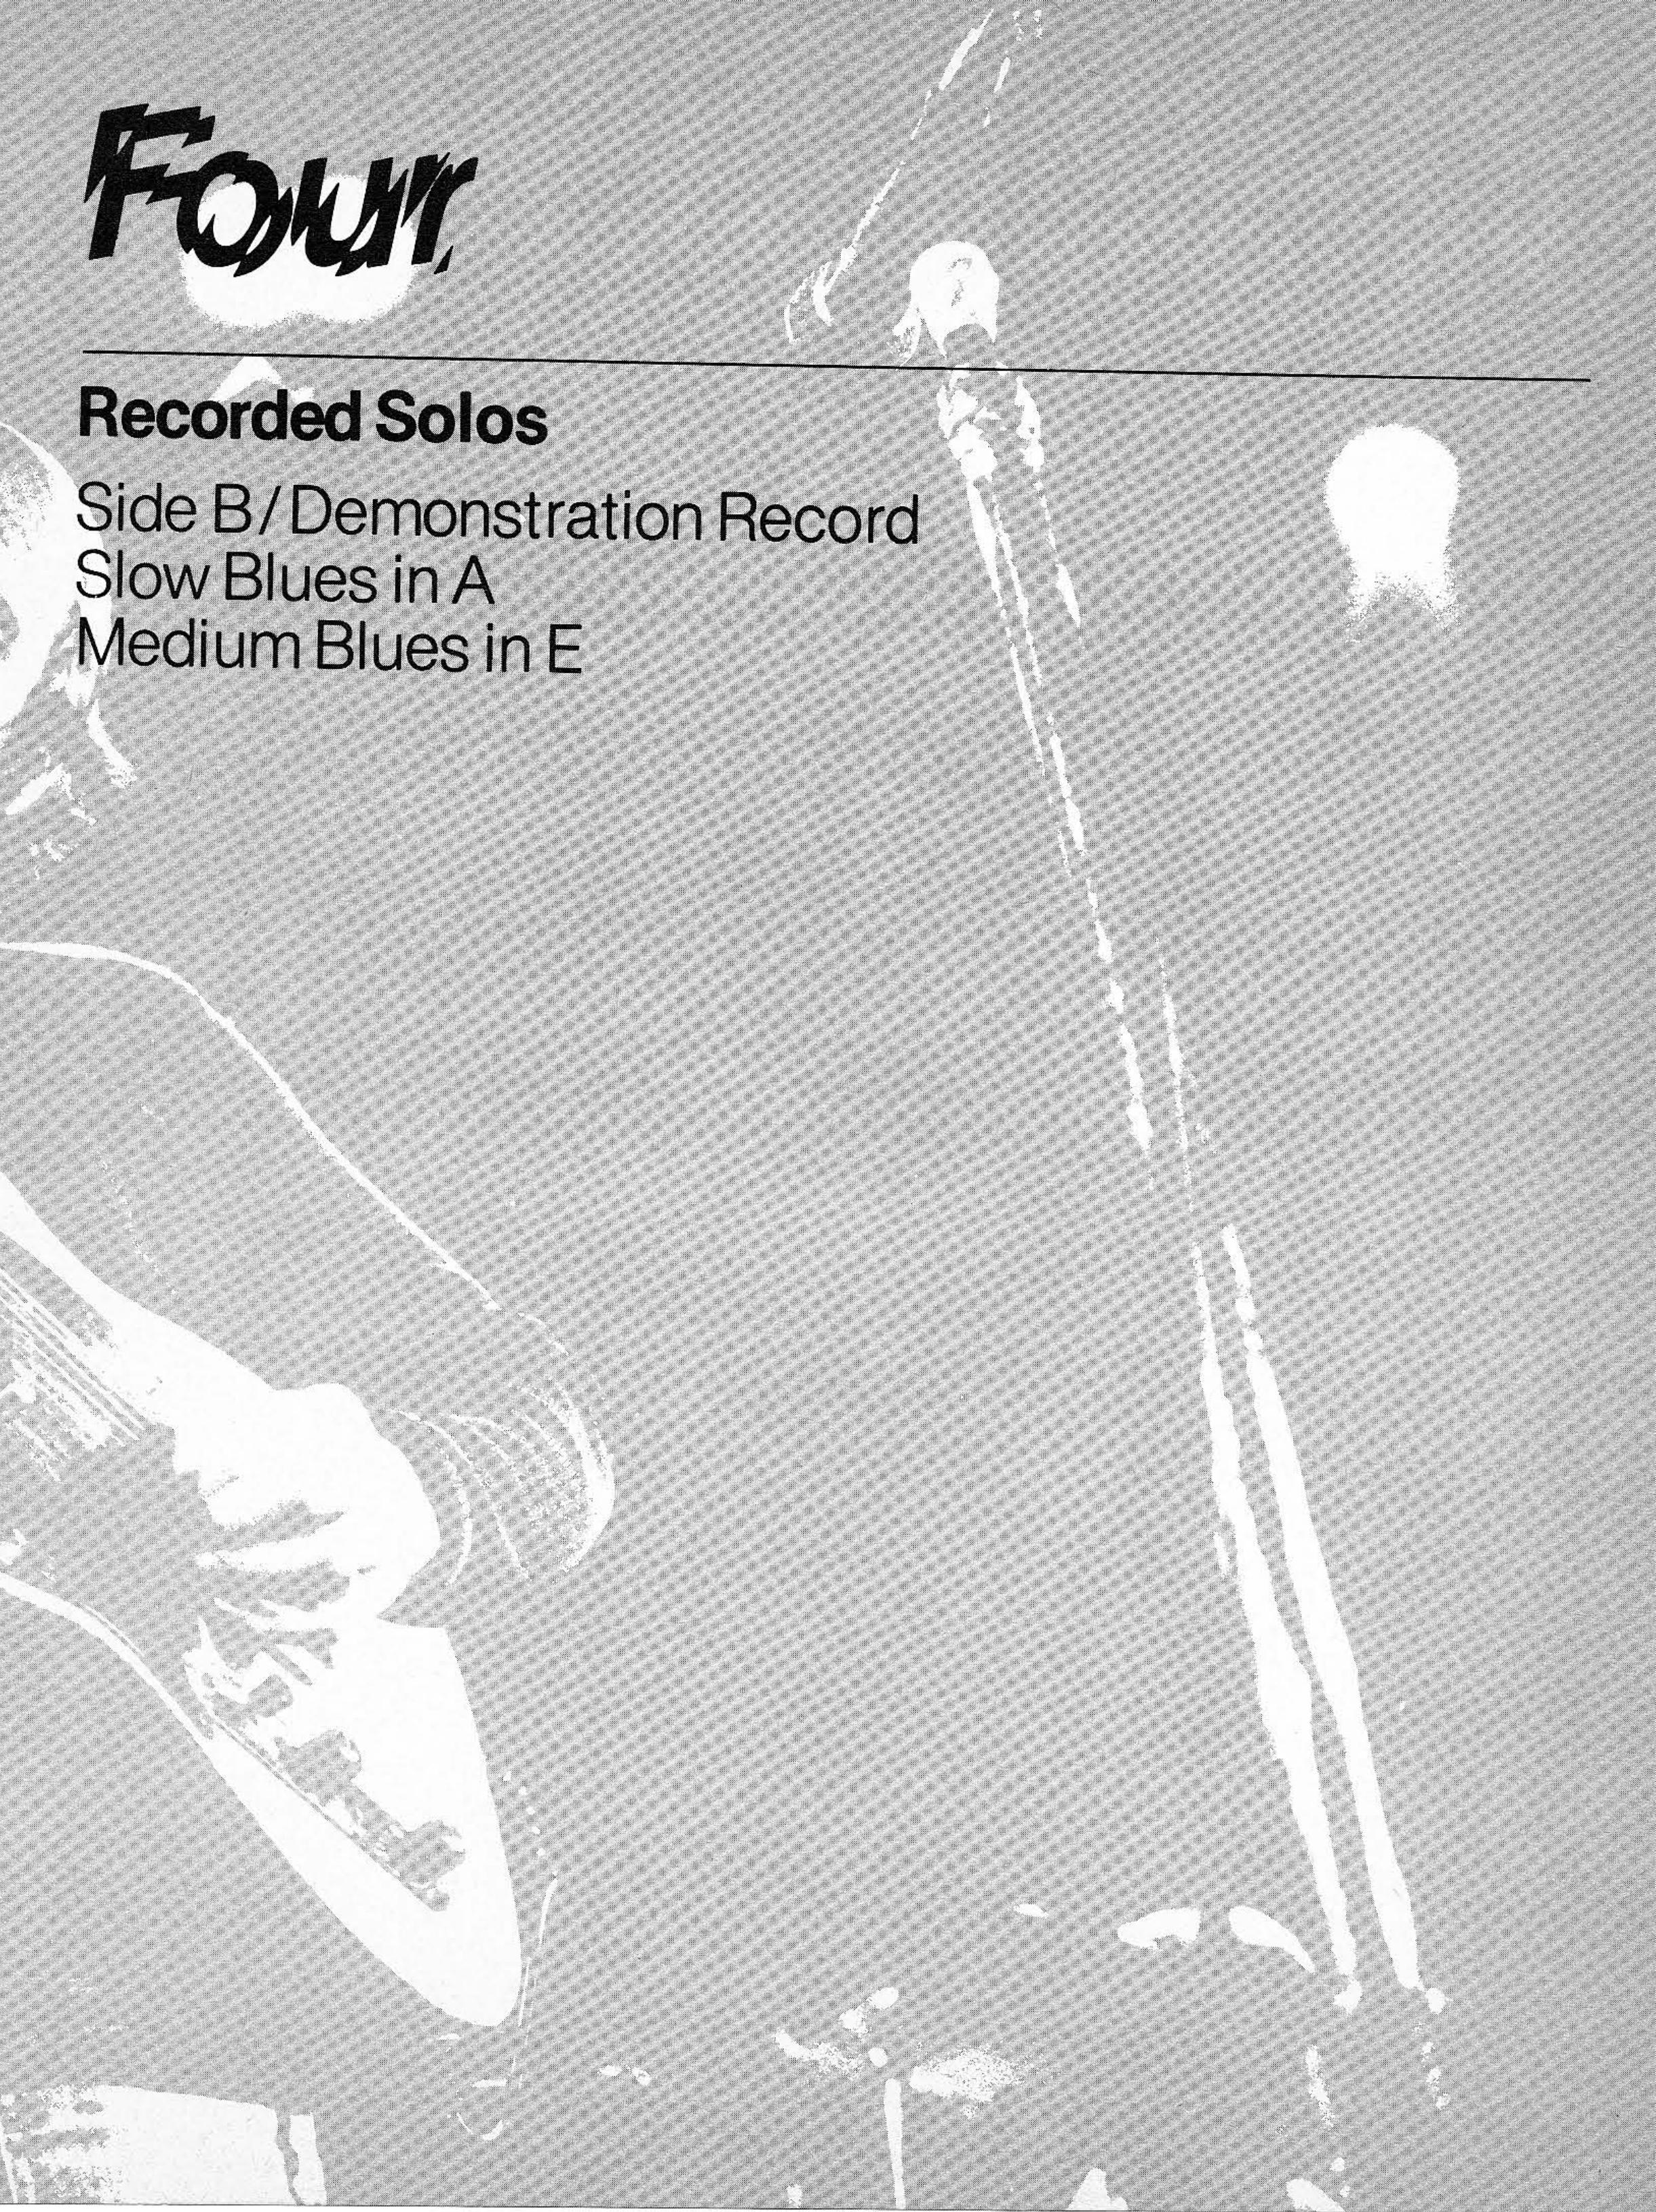 Four
Recorded Solos
Side B/Demonstration Record
Slow Blues in A
Medium Blues in E